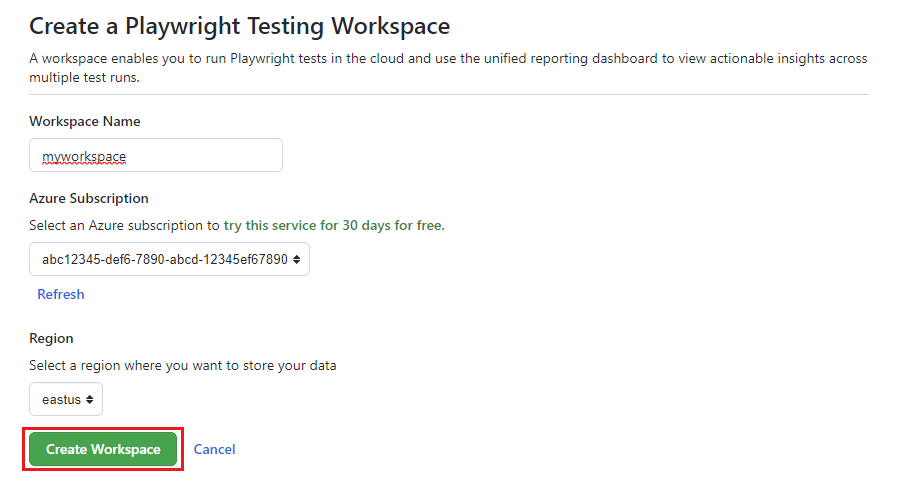 Create a Playwright Testing Workspace
A workspace enables you to run Playwright tests in the cloud and use the unified reporting dashboard to view actionable insights across
multiple test runs.
Workspace Name
myworkspace
Azure Subscription
Select an Azure subscription to try this service for 30 days for free.
abc12345-def6-7890-abcd-12345ef67890
Refresh
Region
Select a region where you want to store your data
eastus
Create Workspace Cancel